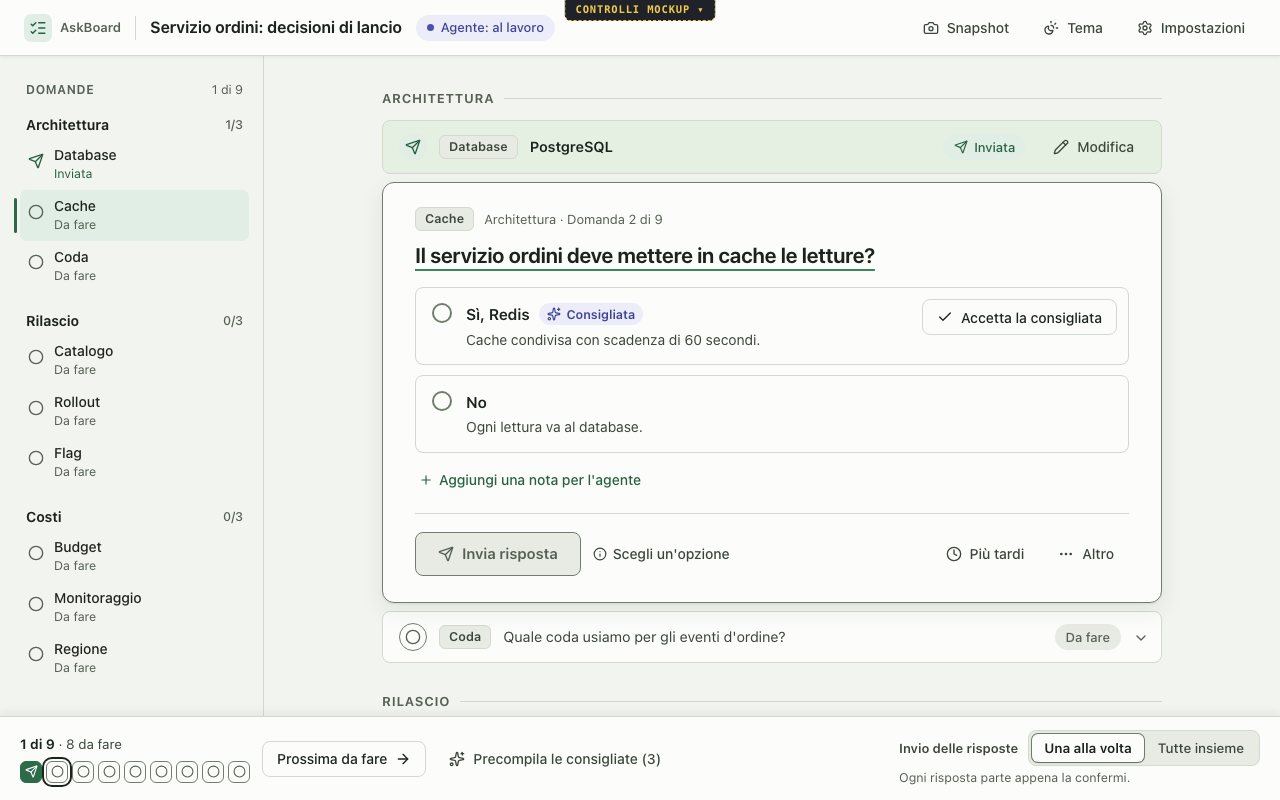 CONTROLLI MOCKUP ▾
AskBoard
Servizio ordini: decisioni di lancio
Agente: al lavoro
Snapshot
Tema
Impostazioni
DOMANDE
1 di 9
Architettura
1/3
Database
Inviata
Cache
Da fare
Coda
Da fare
Rilascio
0/3
Catalogo
Da fare
Rollout
Da fare
Flag
Da fare
Costi
0/3
Budget
Da fare
Monitoraggio
Da fare
Regione
Da fare
ARCHITETTURA
Database
PostgreSQL
Inviata
Modifica
Cache
Architettura · Domanda 2 di 9
Il servizio ordini deve mettere in cache le letture?
Sì, Redis
Consigliata
Accetta la consigliata
Cache condivisa con scadenza di 60 secondi.
No
Ogni lettura va al database.
Aggiungi una nota per l'agente
Invia risposta
Scegli un'opzione
Più tardi
Altro
Coda
Quale coda usiamo per gli eventi d'ordine?
Da fare
RILASCIO
1 di 9 · 8 da fare
Prossima da fare
Precompila le consigliate (3)
Invio delle risposte
Una alla volta
Tutte insieme
Ogni risposta parte appena la confermi.